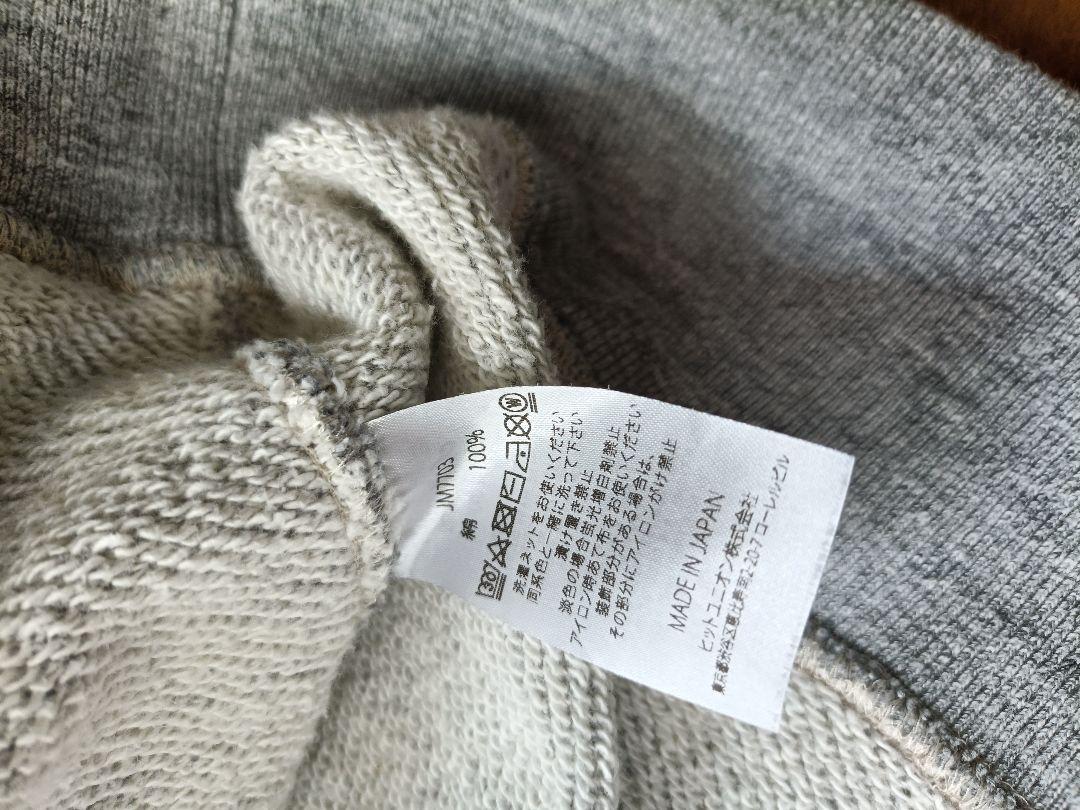 JM7703
綿 100%
30 W
洗濯ネットをお使いください
同系色と一緒に洗って下さい
漬け置き禁止
淡色の場合蛍光増白剤禁止
アイロン時あて布をお使いください
装飾部分がある場合は、
その部分にアイロンがけ禁止
MADE IN JAPAN
ヒットユニオン株式会社
東京都渋谷区恵比寿南1-20-7 コーレルビル